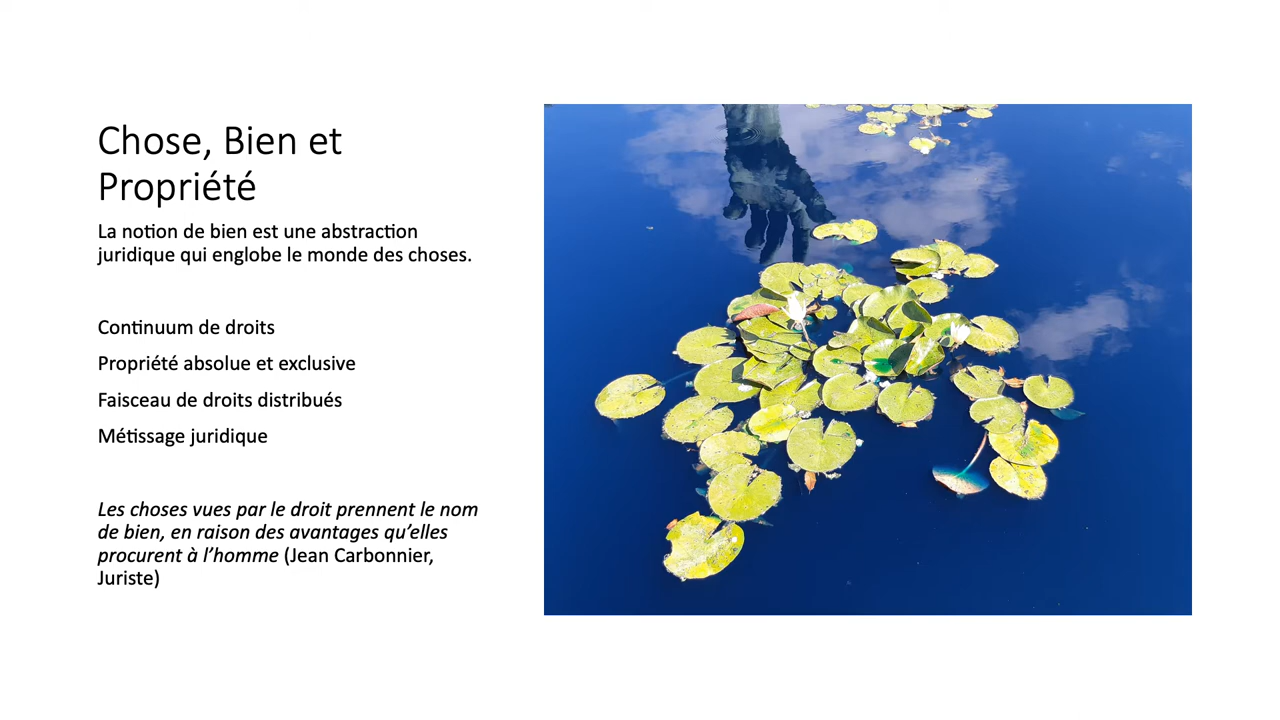 Chose, Bien et
Propriété
La notion de bien est une abstraction
juridique qui englobe le monde des choses.
Continuum de droits
Propriété absolue et exclusive
Faisceau de droits distribués
Métissage juridique
Les choses vues par le droit prennent le nom
de bien, en raison des avantages qu’elles
procurent à l’homme (Jean Carbonnier,
Juriste)